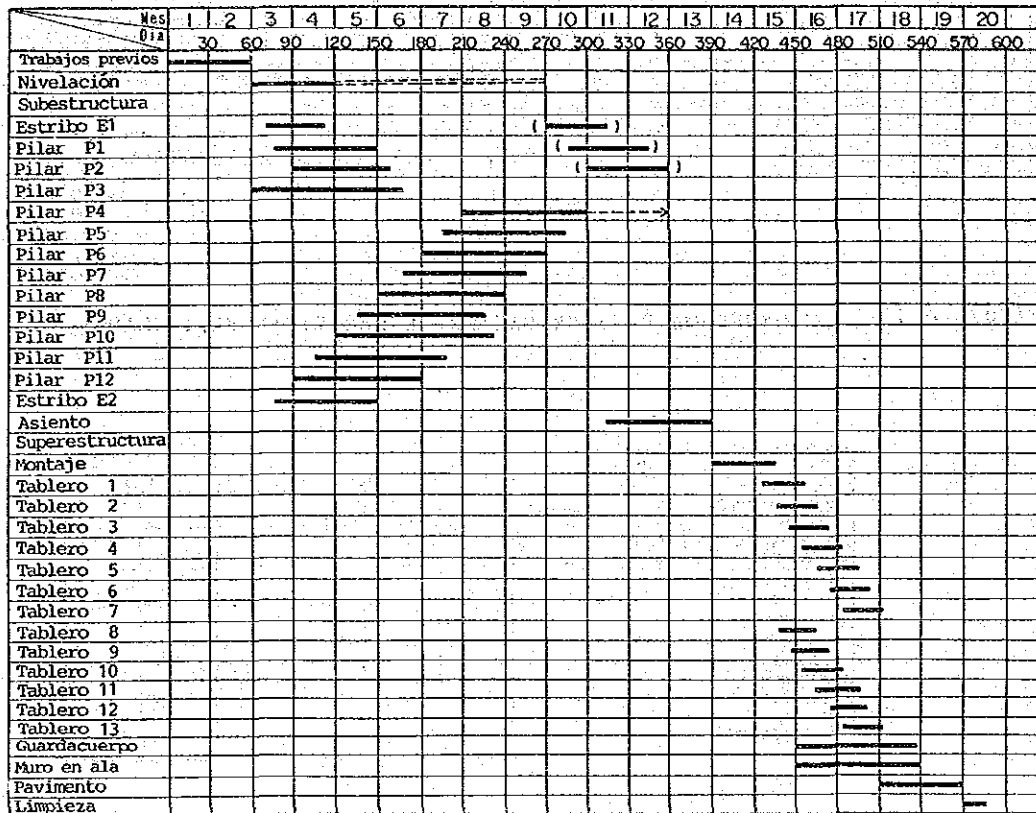 Mes 1 2 3 4 5 6 7 8 9 10 11 12 13 14 15 16 17 18 19 20
Día
30 60 90 120 150 180 210 240 270 300 330 360 390 420 450 480 510 540 570 600
Trabajos previos
Nivelación
Subestructura
Estribo E1 ( )
Pilar P1 ( )
Pilar P2 ( )
Pilar P3
Pilar P4
Pilar P5
Pilar P6
Pilar P7
Pilar P8
Pilar P9
Pilar P10
Pilar P11
Pilar P12
Estribo E2
Asiento
Superestructura
Montaje
Tablero 1
Tablero 2
Tablero 3
Tablero 4
Tablero 5
Tablero 6
Tablero 7
Tablero 8
Tablero 9
Tablero 10
Tablero 11
Tablero 12
Tablero 13
Guardacuerpo
Muro en ala
Pavimento
Limpieza